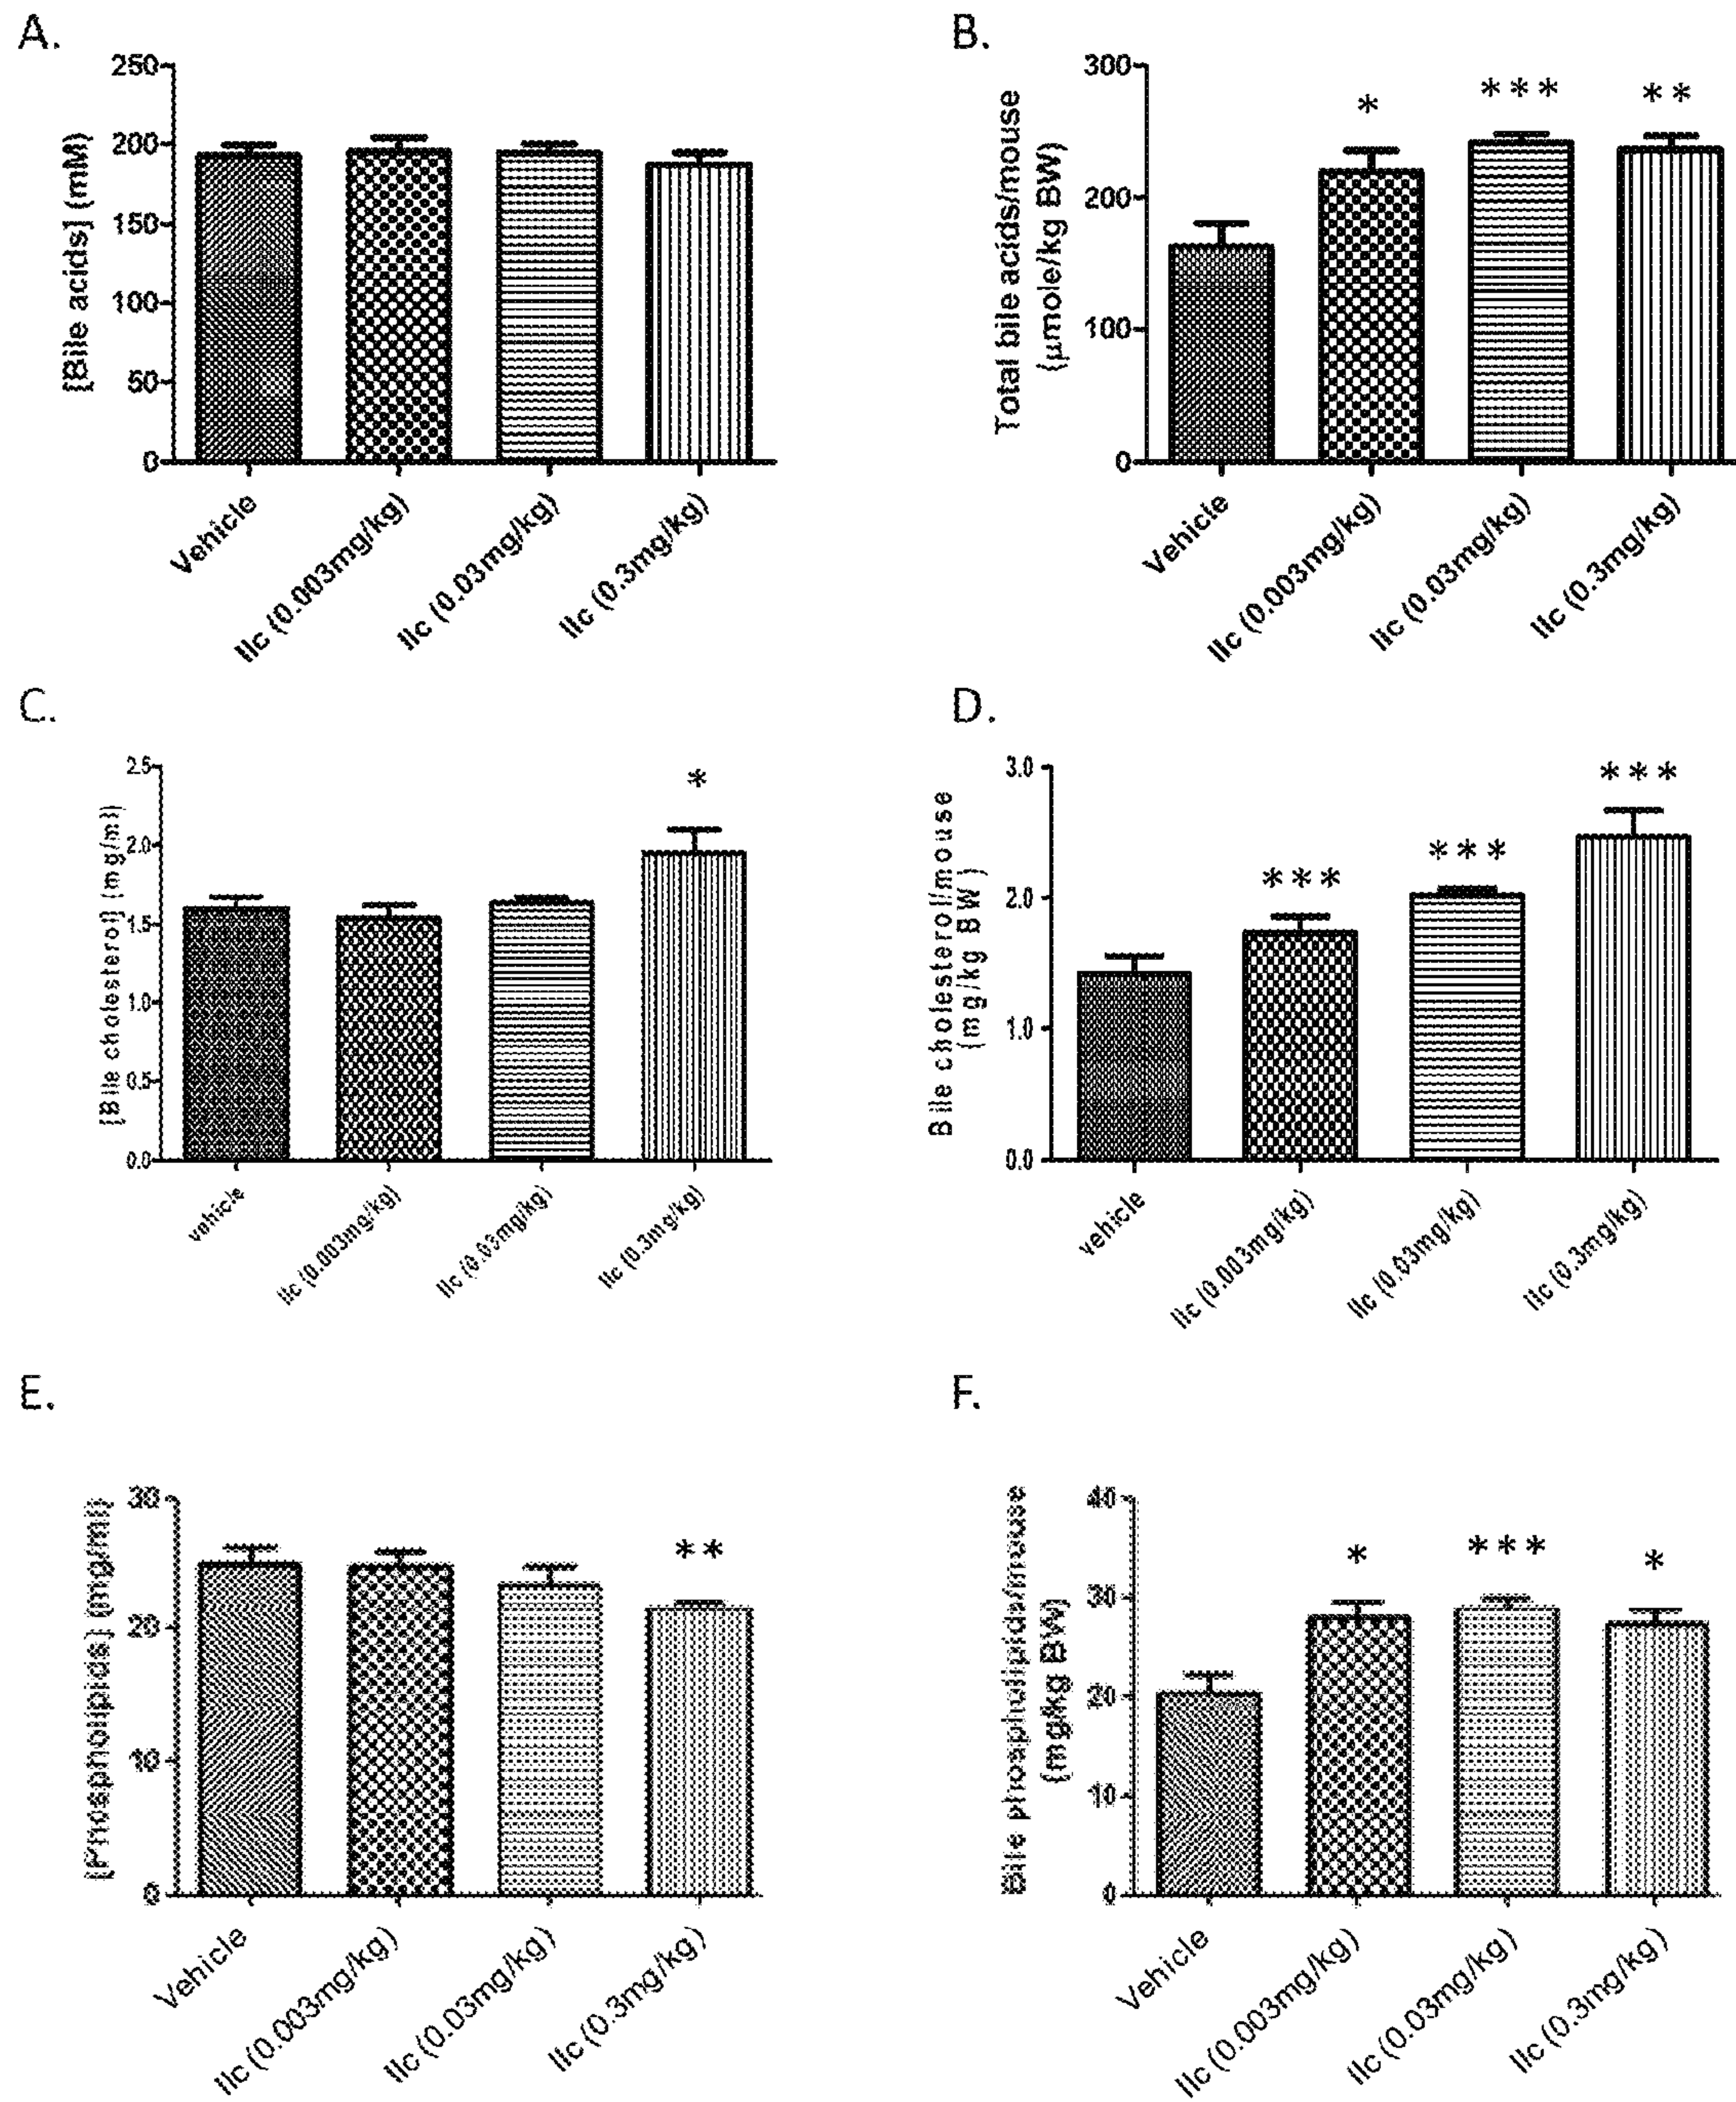 A.
[Bile acids] (mM)
250
200
150
100
50
0
Vehicle
IIc (0.003mg/kg)
IIc (0.03mg/kg)
IIc (0.3mg/kg)
B.
Total bile acids/mouse
(µmole/kg BW)
300
200
100
0
*
***
**
Vehicle
IIc (0.003mg/kg)
IIc (0.03mg/kg)
IIc (0.3mg/kg)
C.
[Bile cholesterol] (mg/ml)
2.5
2.0
1.5
1.0
0.5
0.0
*
vehicle
IIc (0.003mg/kg)
IIc (0.03mg/kg)
IIc (0.3mg/kg)
D.
Bile cholesterol/mouse
(mg/kg BW)
3.0
2.0
1.0
0.0
***
***
***
vehicle
IIc (0.003mg/kg)
IIc (0.03mg/kg)
IIc (0.3mg/kg)
E.
[Phospholipids] (mg/ml)
30
20
10
0
**
Vehicle
IIc (0.003mg/kg)
IIc (0.03mg/kg)
IIc (0.3mg/kg)
F.
Bile phospholipids/mouse
(mg/kg BW)
40
30
20
10
0
*
***
*
Vehicle
IIc (0.003mg/kg)
IIc (0.03mg/kg)
IIc (0.3mg/kg)